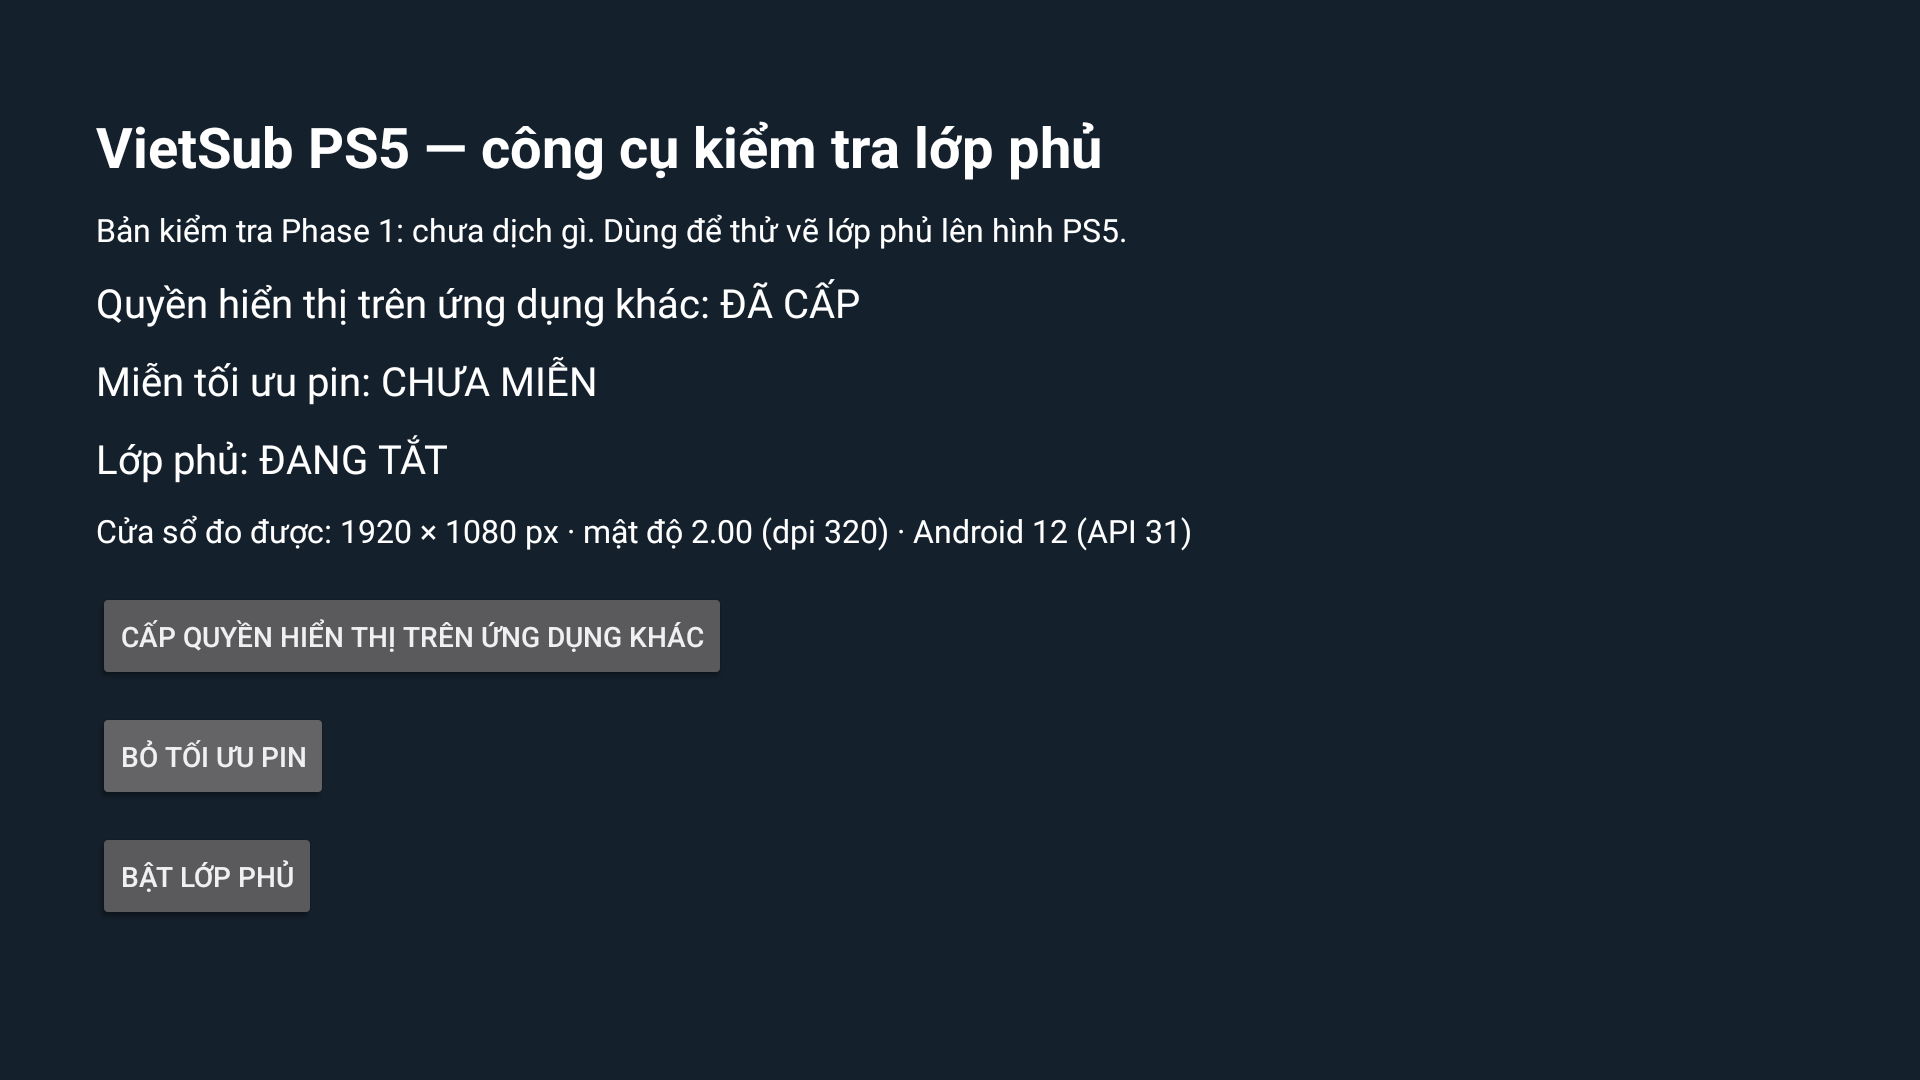 VietSub PS5 — công cụ kiểm tra lớp phủ
Bản kiểm tra Phase 1: chưa dịch gì. Dùng để thử vẽ lớp phủ lên hình PS5.
Quyền hiển thị trên ứng dụng khác: ĐÃ CẤP
Miễn tối ưu pin: CHƯA MIỄN
Lớp phủ: ĐANG TẮT
Cửa sổ đo được: 1920 × 1080 px · mật độ 2.00 (dpi 320) · Android 12 (API 31)
CẤP QUYỀN HIỂN THỊ TRÊN ỨNG DỤNG KHÁC
BỎ TỐI ƯU PIN
BẬT LỚP PHỦ